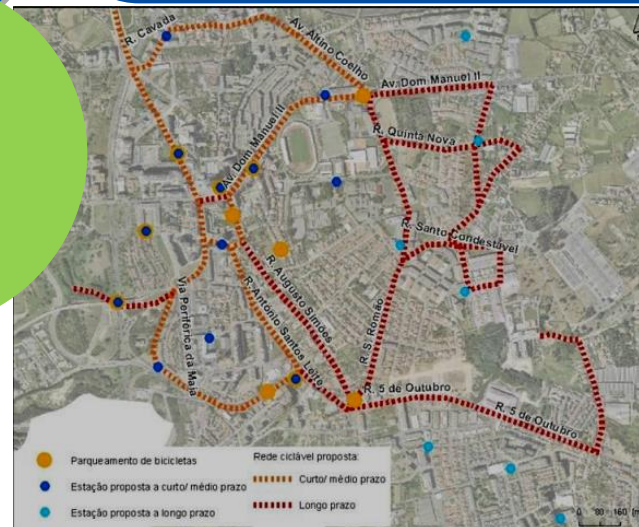 R. Cavada
Av. Altino Coelho
Av. Dom Manuel II
Av. Dom Manuel II
R. Quinta Nova
R. Santo Condestável
R. Augusto Simões
R. António Santos Leite
R. S. Romão
Via Periférica da Maia
R. 5 de Outubro
R. 5 de Outubro
Parqueamento de bicicletas
Estação proposta a curto/ médio prazo
Estação proposta a longo prazo
Rede ciclável proposta:
Curto/ médio prazo
Longo prazo
0 80 160